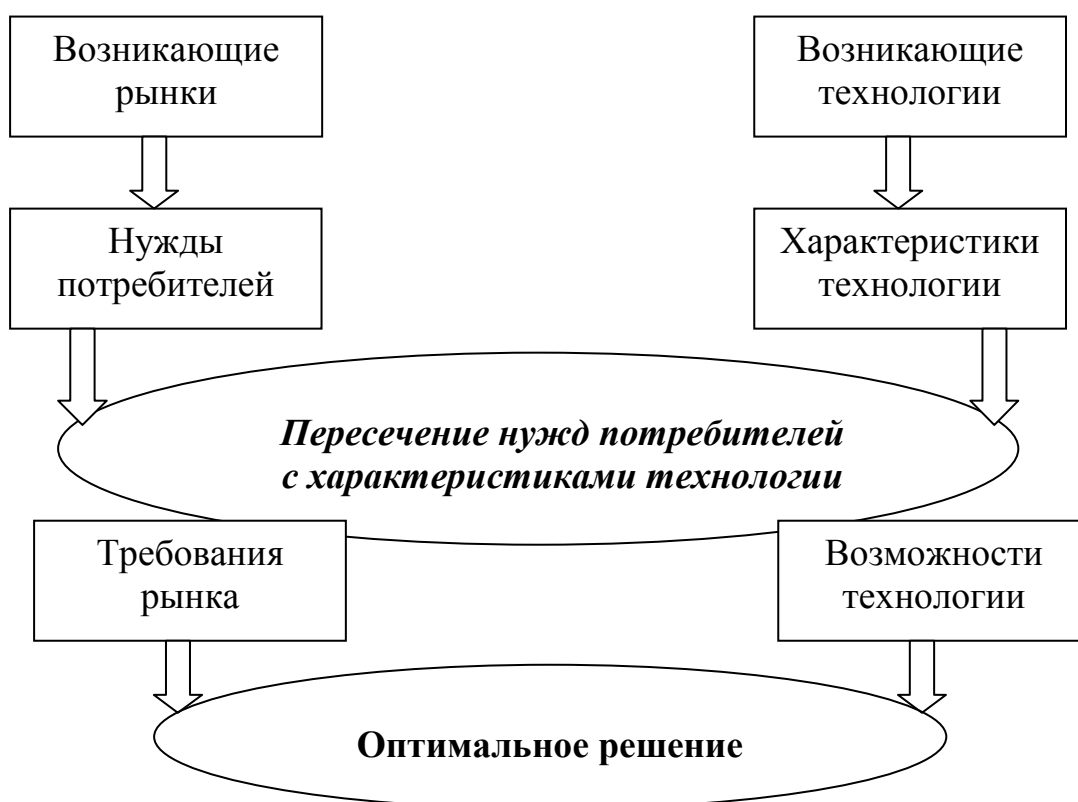 Возникающие
рынки
Возникающие
технологии
Нужды
потребителей
Характеристики
технологии
Пересечение нужд потребителей
с характеристиками технологии
Требования
рынка
Возможности
технологии
Оптимальное решение